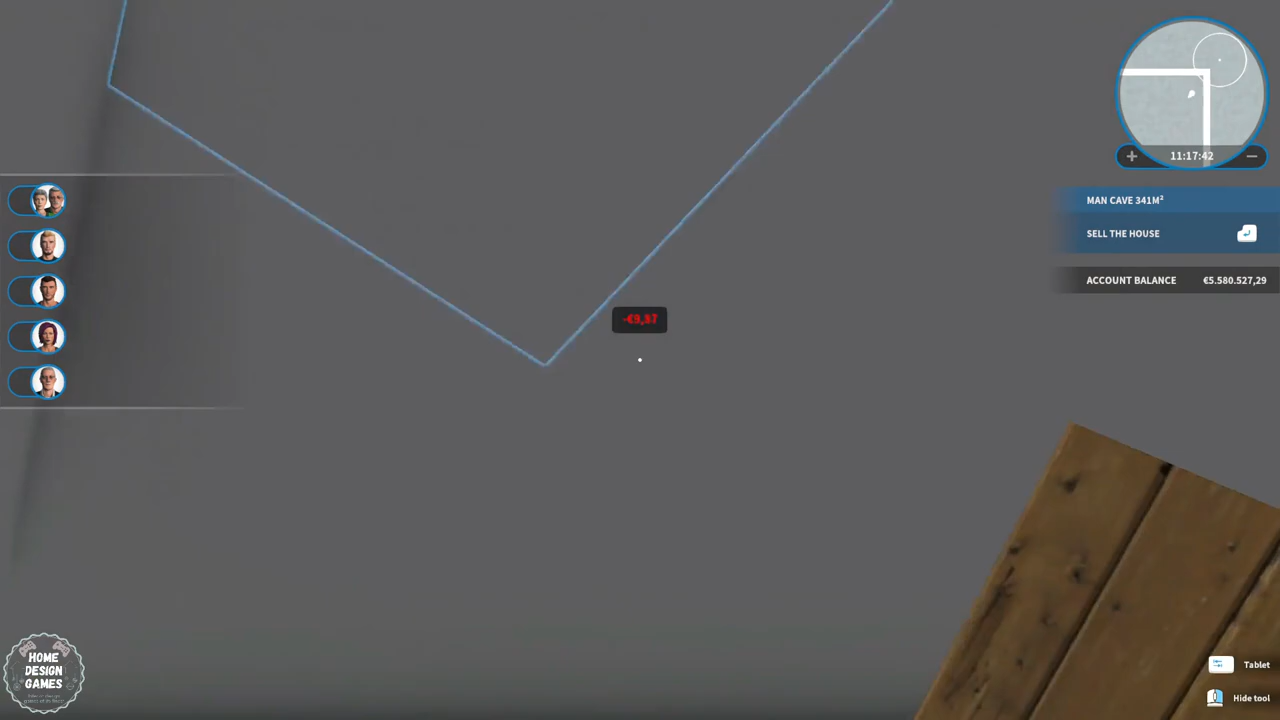 11:17:42
MAN CAVE 341M²
SELL THE HOUSE
ACCOUNT BALANCE €5.580.527,29
-€9,37
HOME
DESIGN
GAMES
Tablet
Hide tool